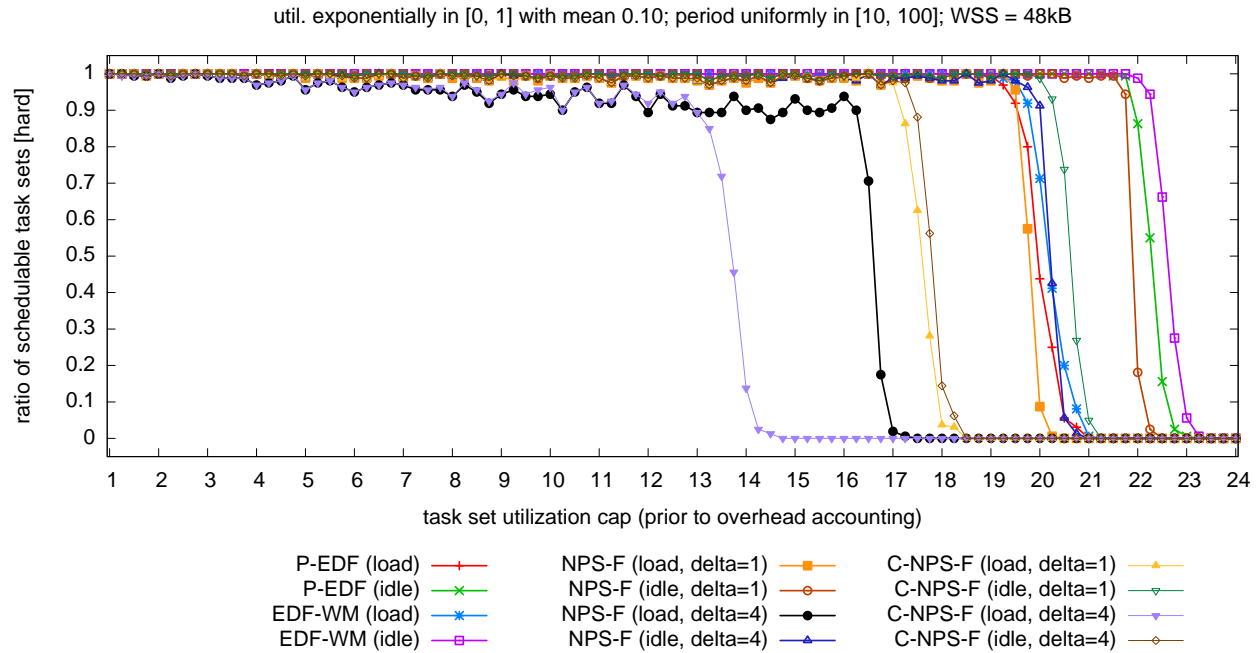 util. exponentially in [0, 1] with mean 0.10; period uniformly in [10, 100]; WSS = 48kB
ratio of schedulable task sets [hard]
1
0.9
0.8
0.7
0.6
0.5
0.4
0.3
0.2
0.1
0
1 2 3 4 5 6 7 8 9 10 11 12 13 14 15 16 17 18 19 20 21 22 23 24
task set utilization cap (prior to overhead accounting)
P-EDF (load) NPS-F (load, delta=1) C-NPS-F (load, delta=1)
P-EDF (idle) NPS-F (idle, delta=1) C-NPS-F (idle, delta=1)
EDF-WM (load) NPS-F (load, delta=4) C-NPS-F (load, delta=4)
EDF-WM (idle) NPS-F (idle, delta=4) C-NPS-F (idle, delta=4)